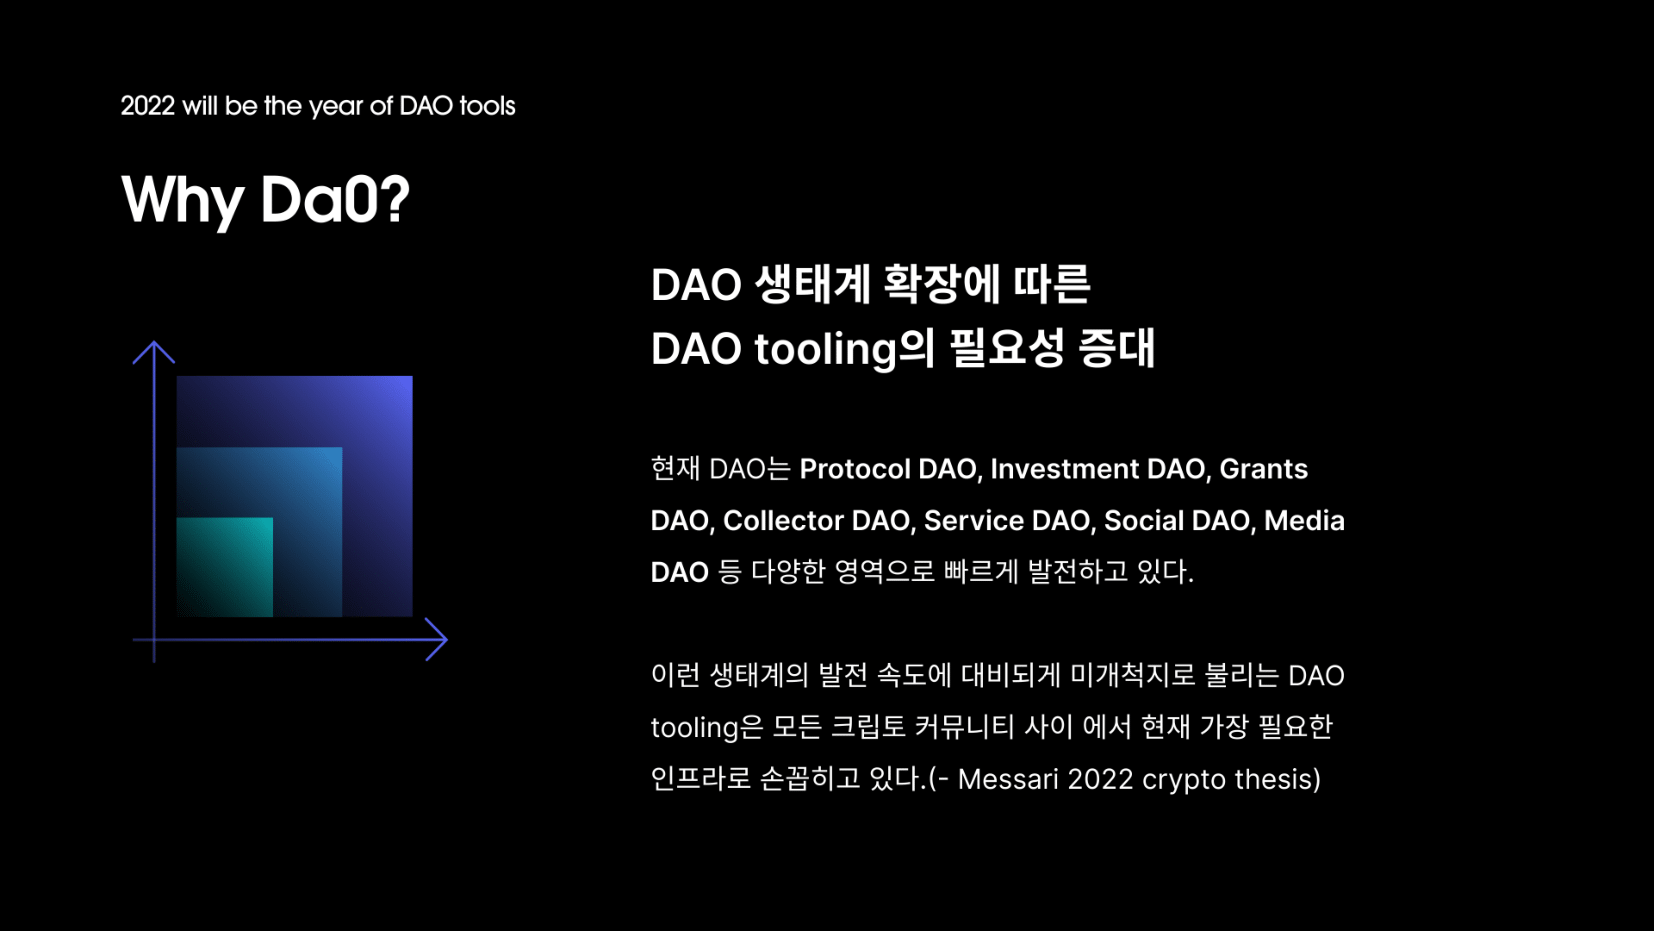 2022 will be the year of DAO tools
Why Da0?
DAO 생태계 확장에 따른
DAO tooling의 필요성 증대
현재 DAO는 Protocol DAO, Investment DAO, Grants
DAO, Collector DAO, Service DAO, Social DAO, Media
DAO 등 다양한 영역으로 빠르게 발전하고 있다.
이런 생태계의 발전 속도에 대비되게 미개척지로 불리는 DAO
tooling은 모든 크립토 커뮤니티 사이 에서 현재 가장 필요한
인프라로 손꼽히고 있다.(- Messari 2022 crypto thesis)